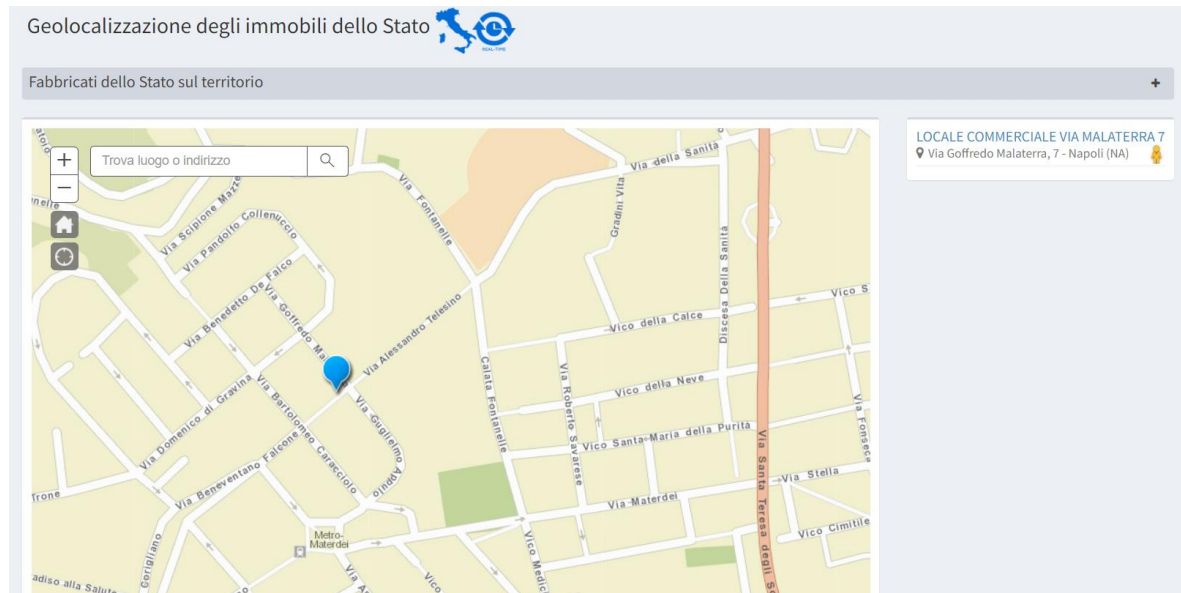 Geolocalizzazione degli immobili dello Stato
REAL-TIME
Fabbricati dello Stato sul territorio
+
LOCALE COMMERCIALE VIA MALATERRA 7
Via Goffredo Malaterra, 7 - Napoli (NA)
+
Trova luogo o indirizzo
−
Via della Sanità
Via Fontanelle
Gradini Vita
Via Scipione Mazze
Via Pandolfo Collenuccio
Discesa Della Sanità
Via Benedetto De Falco
Via Goffredo Ma
Via Alessandro Telesino
Vico S
Vico della Calce
Calata Fontanelle
Via Roberto Savarese
Vico della Neve
Via Domenico di Gravina
Via Bartolomeo Caracciolo
Via Guglielmo Appulo
Via Fonseca
Vico Santa Maria della Purità
Via Beneventano Falcone
Via Santa Teresa degli Sc
Via Stella
Trone
Via Materdei
Vico Cimitile
Metro-
Materdei
Corigliano
Vico Medic
adiso alla Salute
Via A
Vico